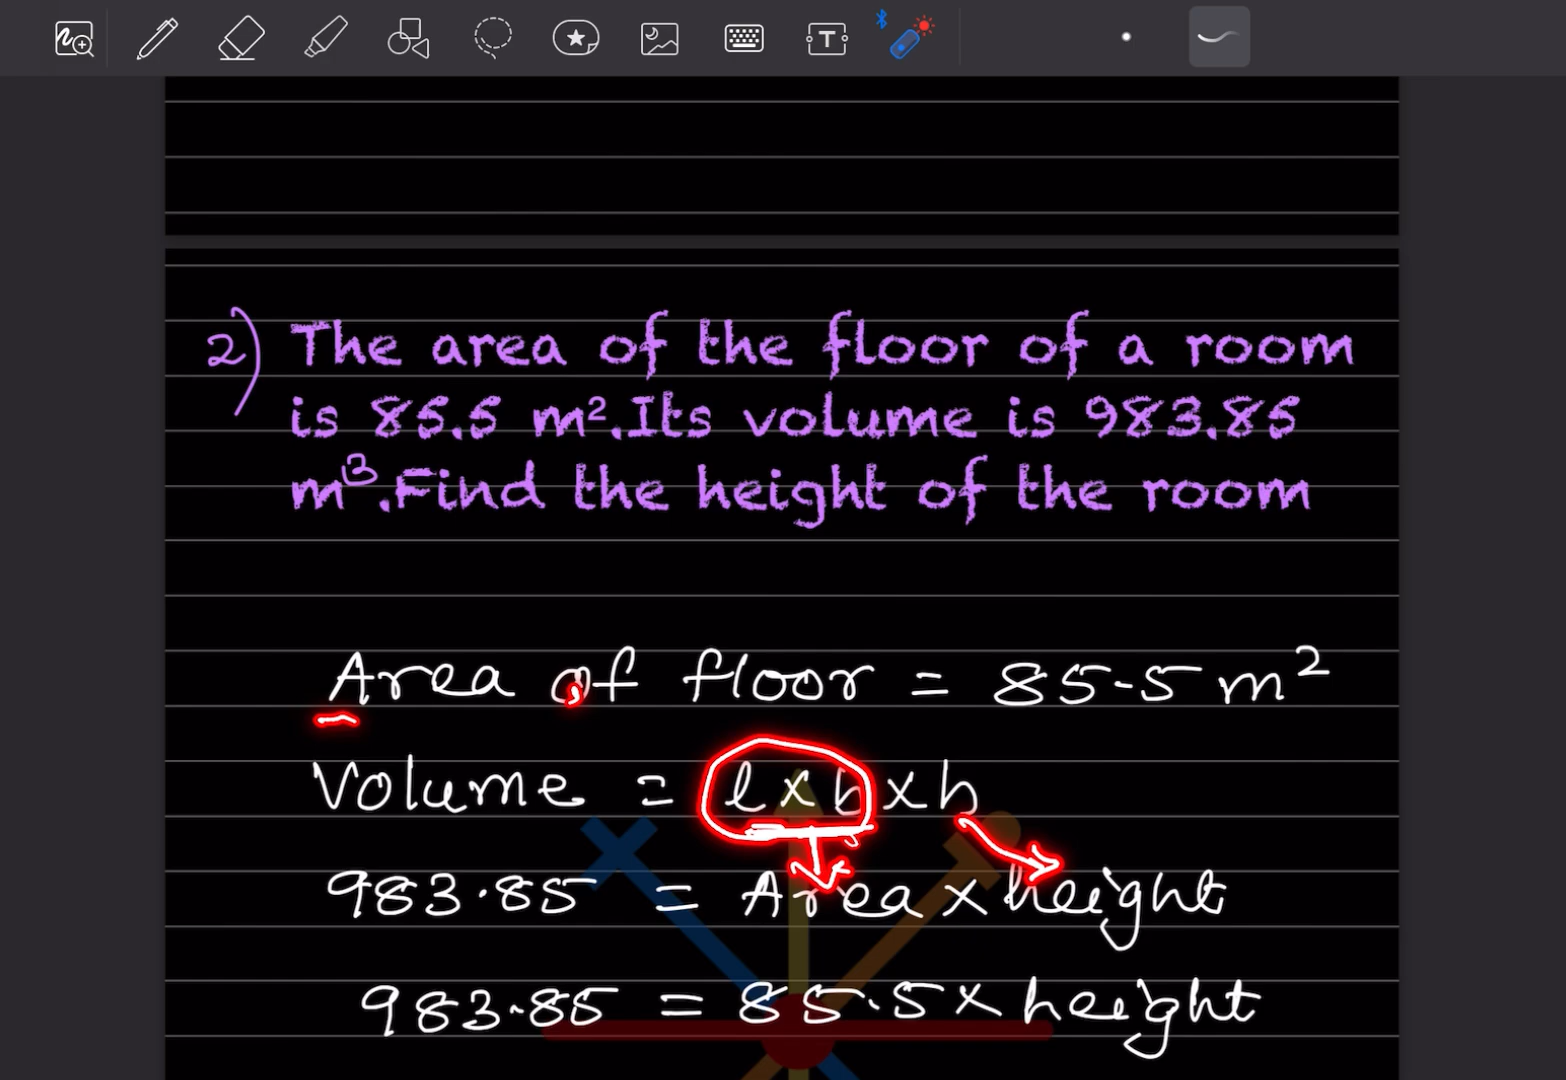 2) The area of the floor of a room
is 85.5 m².Its volume is 983.85
m³.Find the height of the room
Area of floor = 85.5 m²
Volume = l x b x h
983.85 = Area x height
983.85 = 85.5 x height